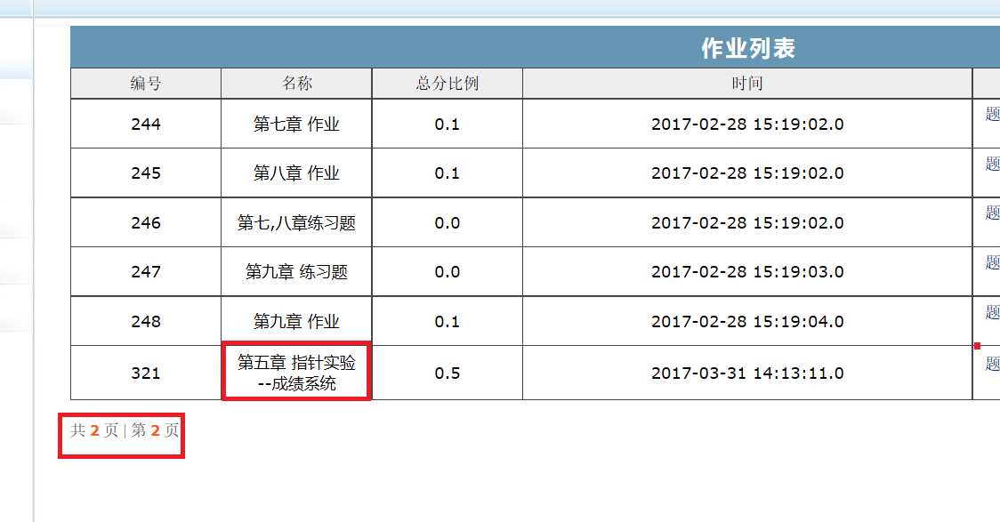 作业列表
编号 名称 总分比例 时间
244 第七章 作业 0.1 2017-02-28 15:19:02.0 题
245 第八章 作业 0.1 2017-02-28 15:19:02.0 题
246 第七,八章练习题 0.0 2017-02-28 15:19:02.0 题
247 第九章 练习题 0.0 2017-02-28 15:19:03.0 题
248 第九章 作业 0.1 2017-02-28 15:19:04.0 题
321 第五章 指针实验
--成绩系统 0.5 2017-03-31 14:13:11.0 题
共 2 页 | 第 2 页